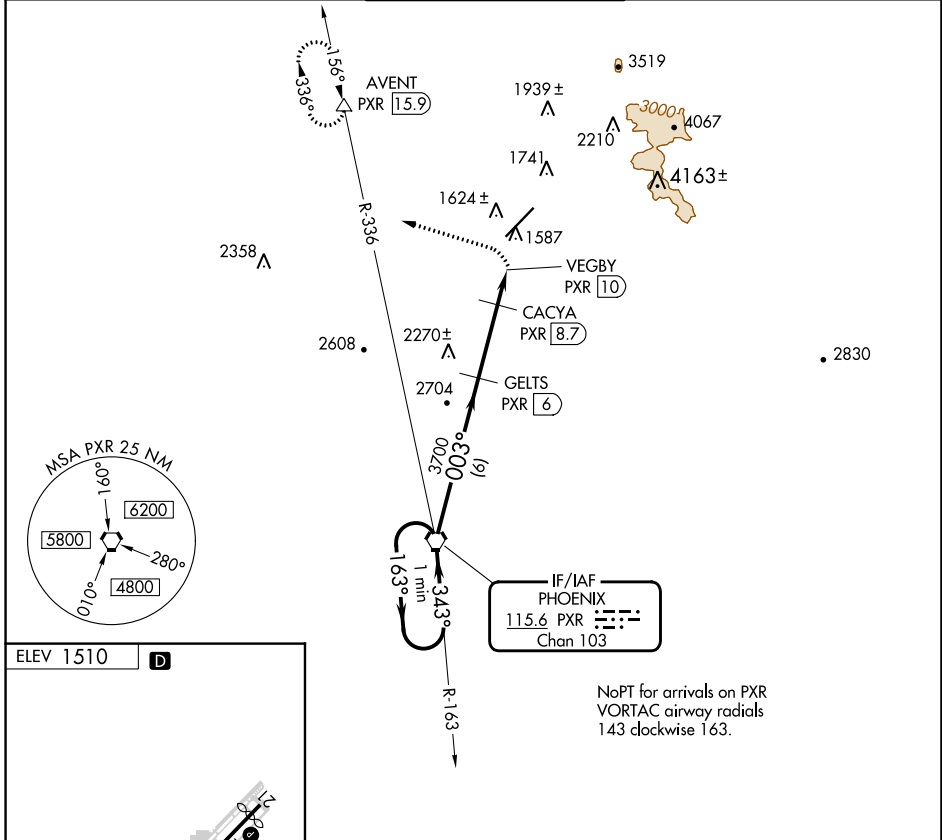 3519
156°
336°
AVENT
PXR 15.9
1939±
3000
4067
2210
1741
4163±
1624±
1587
R-336
2358
VEGBY
PXR 10
CACYA
PXR 8.7
2270±
2608
2830
GELTS
PXR 6
2704
3700
003°
(6)
MSA PXR 25 NM
160°
6200
5800
280°
4800
010°
163°
1 min
343°
IF/IAF
PHOENIX
115.6 PXR
Chan 103
R-163
NoPT for arrivals on PXR
VORTAC airway radials
143 clockwise 163.
ELEV 1510 D
21
P